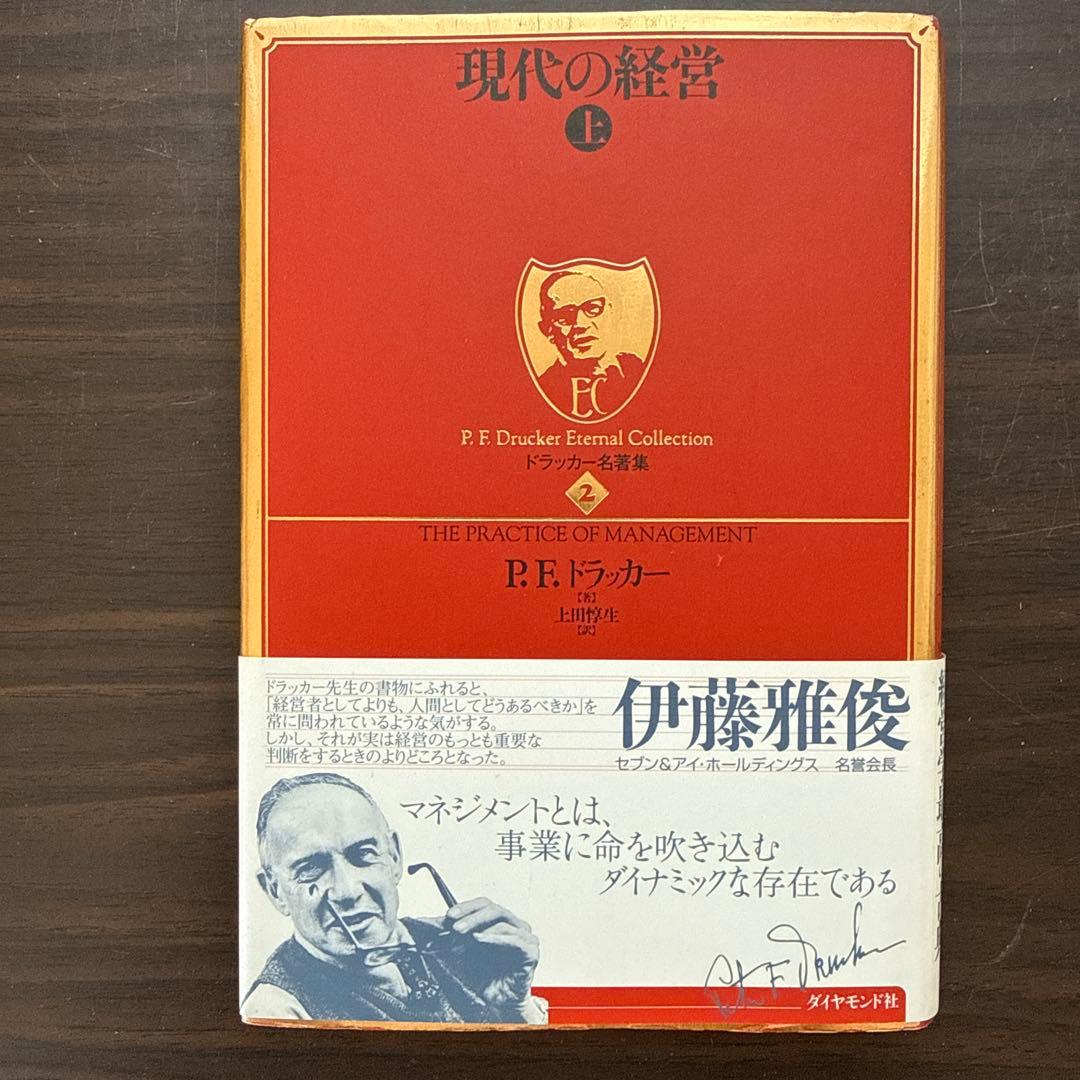 現代の経営
上
EC
P. F. Drucker Eternal Collection
ドラッカー名著集
2
THE PRACTICE OF MANAGEMENT
P. F. ドラッカー
【著】
上田惇生
【訳】
ドラッカー先生の書物にふれると、
「経営者としてよりも、人間としてどうあるべきか」を
常に問われているような気がする。
しかし、それが実は経営のもっとも重要な
判断をするときのよりどころとなった。
伊藤雅俊
セブン&アイ・ホールディングス 名誉会長
マネジメントとは、
事業に命を吹き込む
ダイナミックな存在である
Peter F. Drucker
ダイヤモンド社